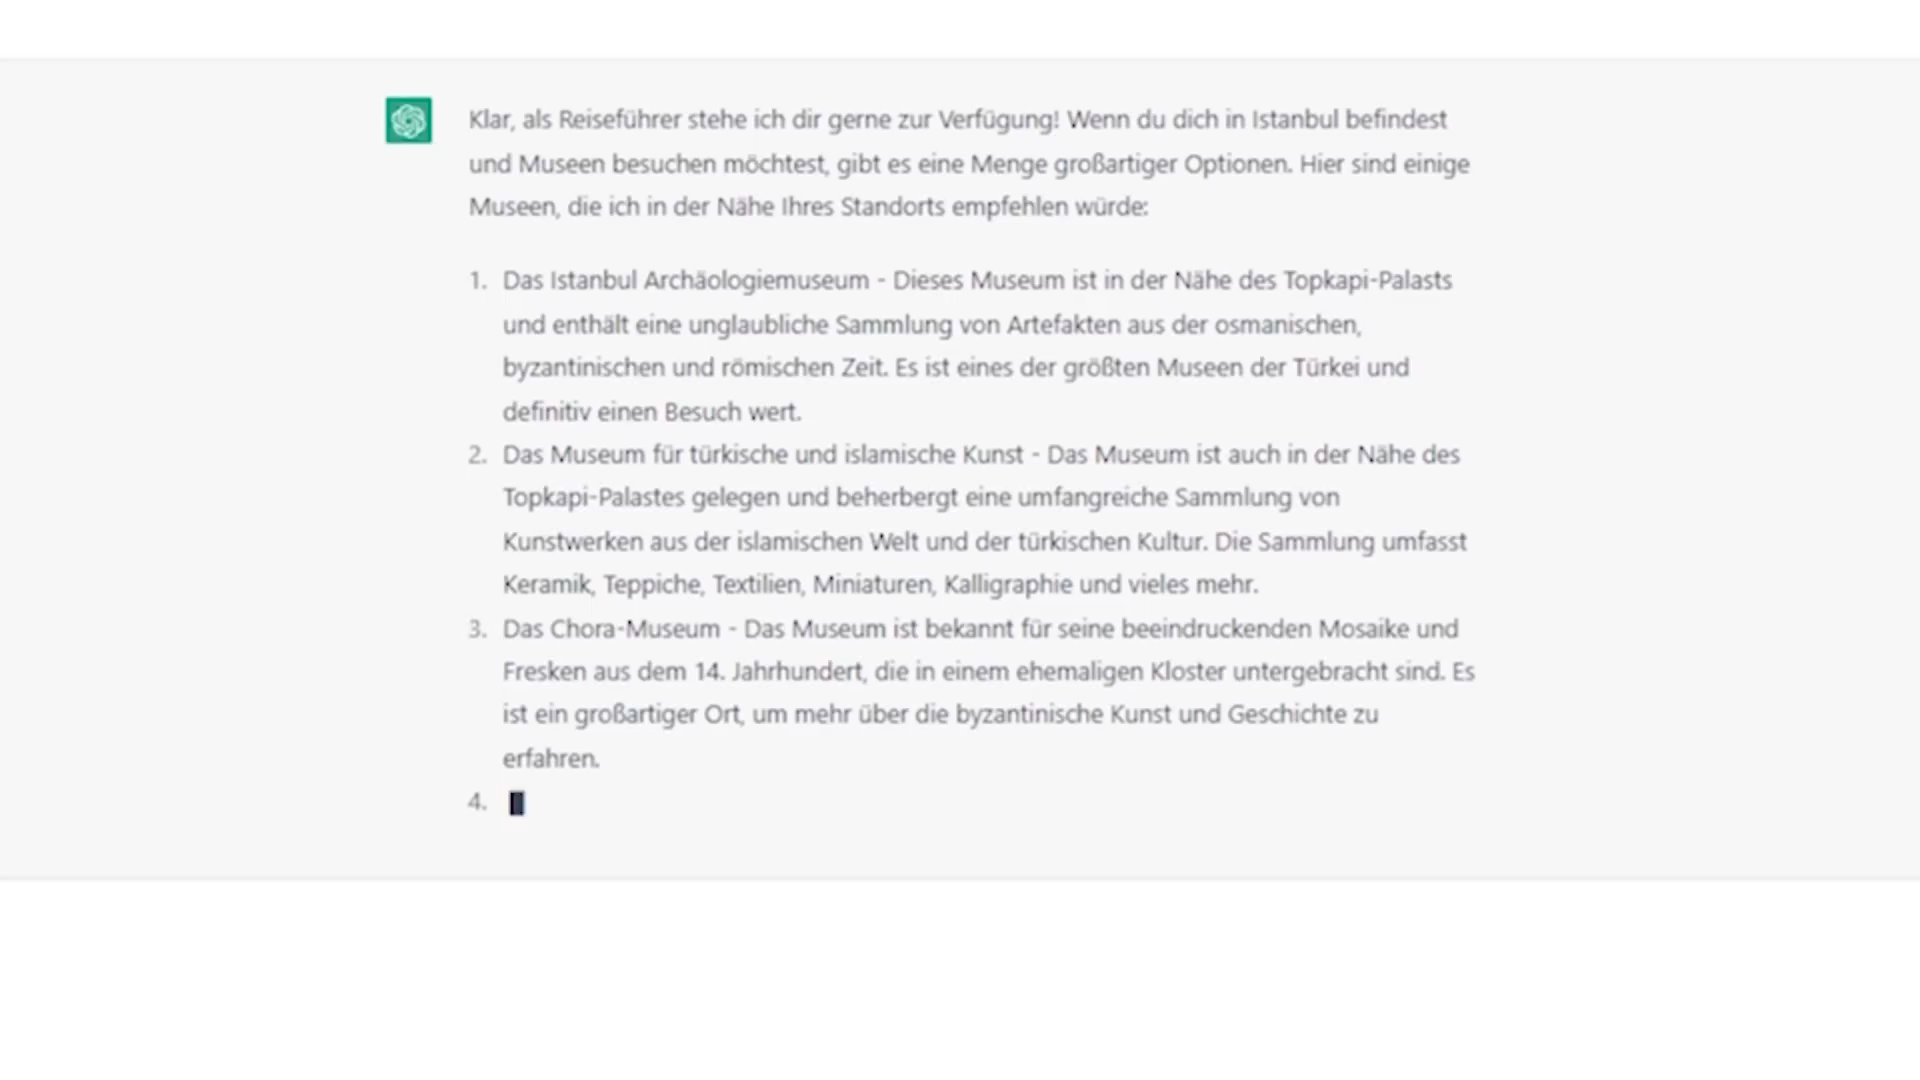 Klar, als Reiseführer stehe ich dir gerne zur Verfügung! Wenn du dich in Istanbul befindest
und Museen besuchen möchtest, gibt es eine Menge großartiger Optionen. Hier sind einige
Museen, die ich in der Nähe Ihres Standorts empfehlen würde:
1. Das Istanbul Archäologiemuseum - Dieses Museum ist in der Nähe des Topkapi-Palasts
und enthält eine unglaubliche Sammlung von Artefakten aus der osmanischen,
byzantinischen und römischen Zeit. Es ist eines der größten Museen der Türkei und
definitiv einen Besuch wert.
2. Das Museum für türkische und islamische Kunst - Das Museum ist auch in der Nähe des
Topkapi-Palastes gelegen und beherbergt eine umfangreiche Sammlung von
Kunstwerken aus der islamischen Welt und der türkischen Kultur. Die Sammlung umfasst
Keramik, Teppiche, Textilien, Miniaturen, Kalligraphie und vieles mehr.
3. Das Chora-Museum - Das Museum ist bekannt für seine beeindruckenden Mosaike und
Fresken aus dem 14. Jahrhundert, die in einem ehemaligen Kloster untergebracht sind. Es
ist ein großartiger Ort, um mehr über die byzantinische Kunst und Geschichte zu
erfahren.
4.